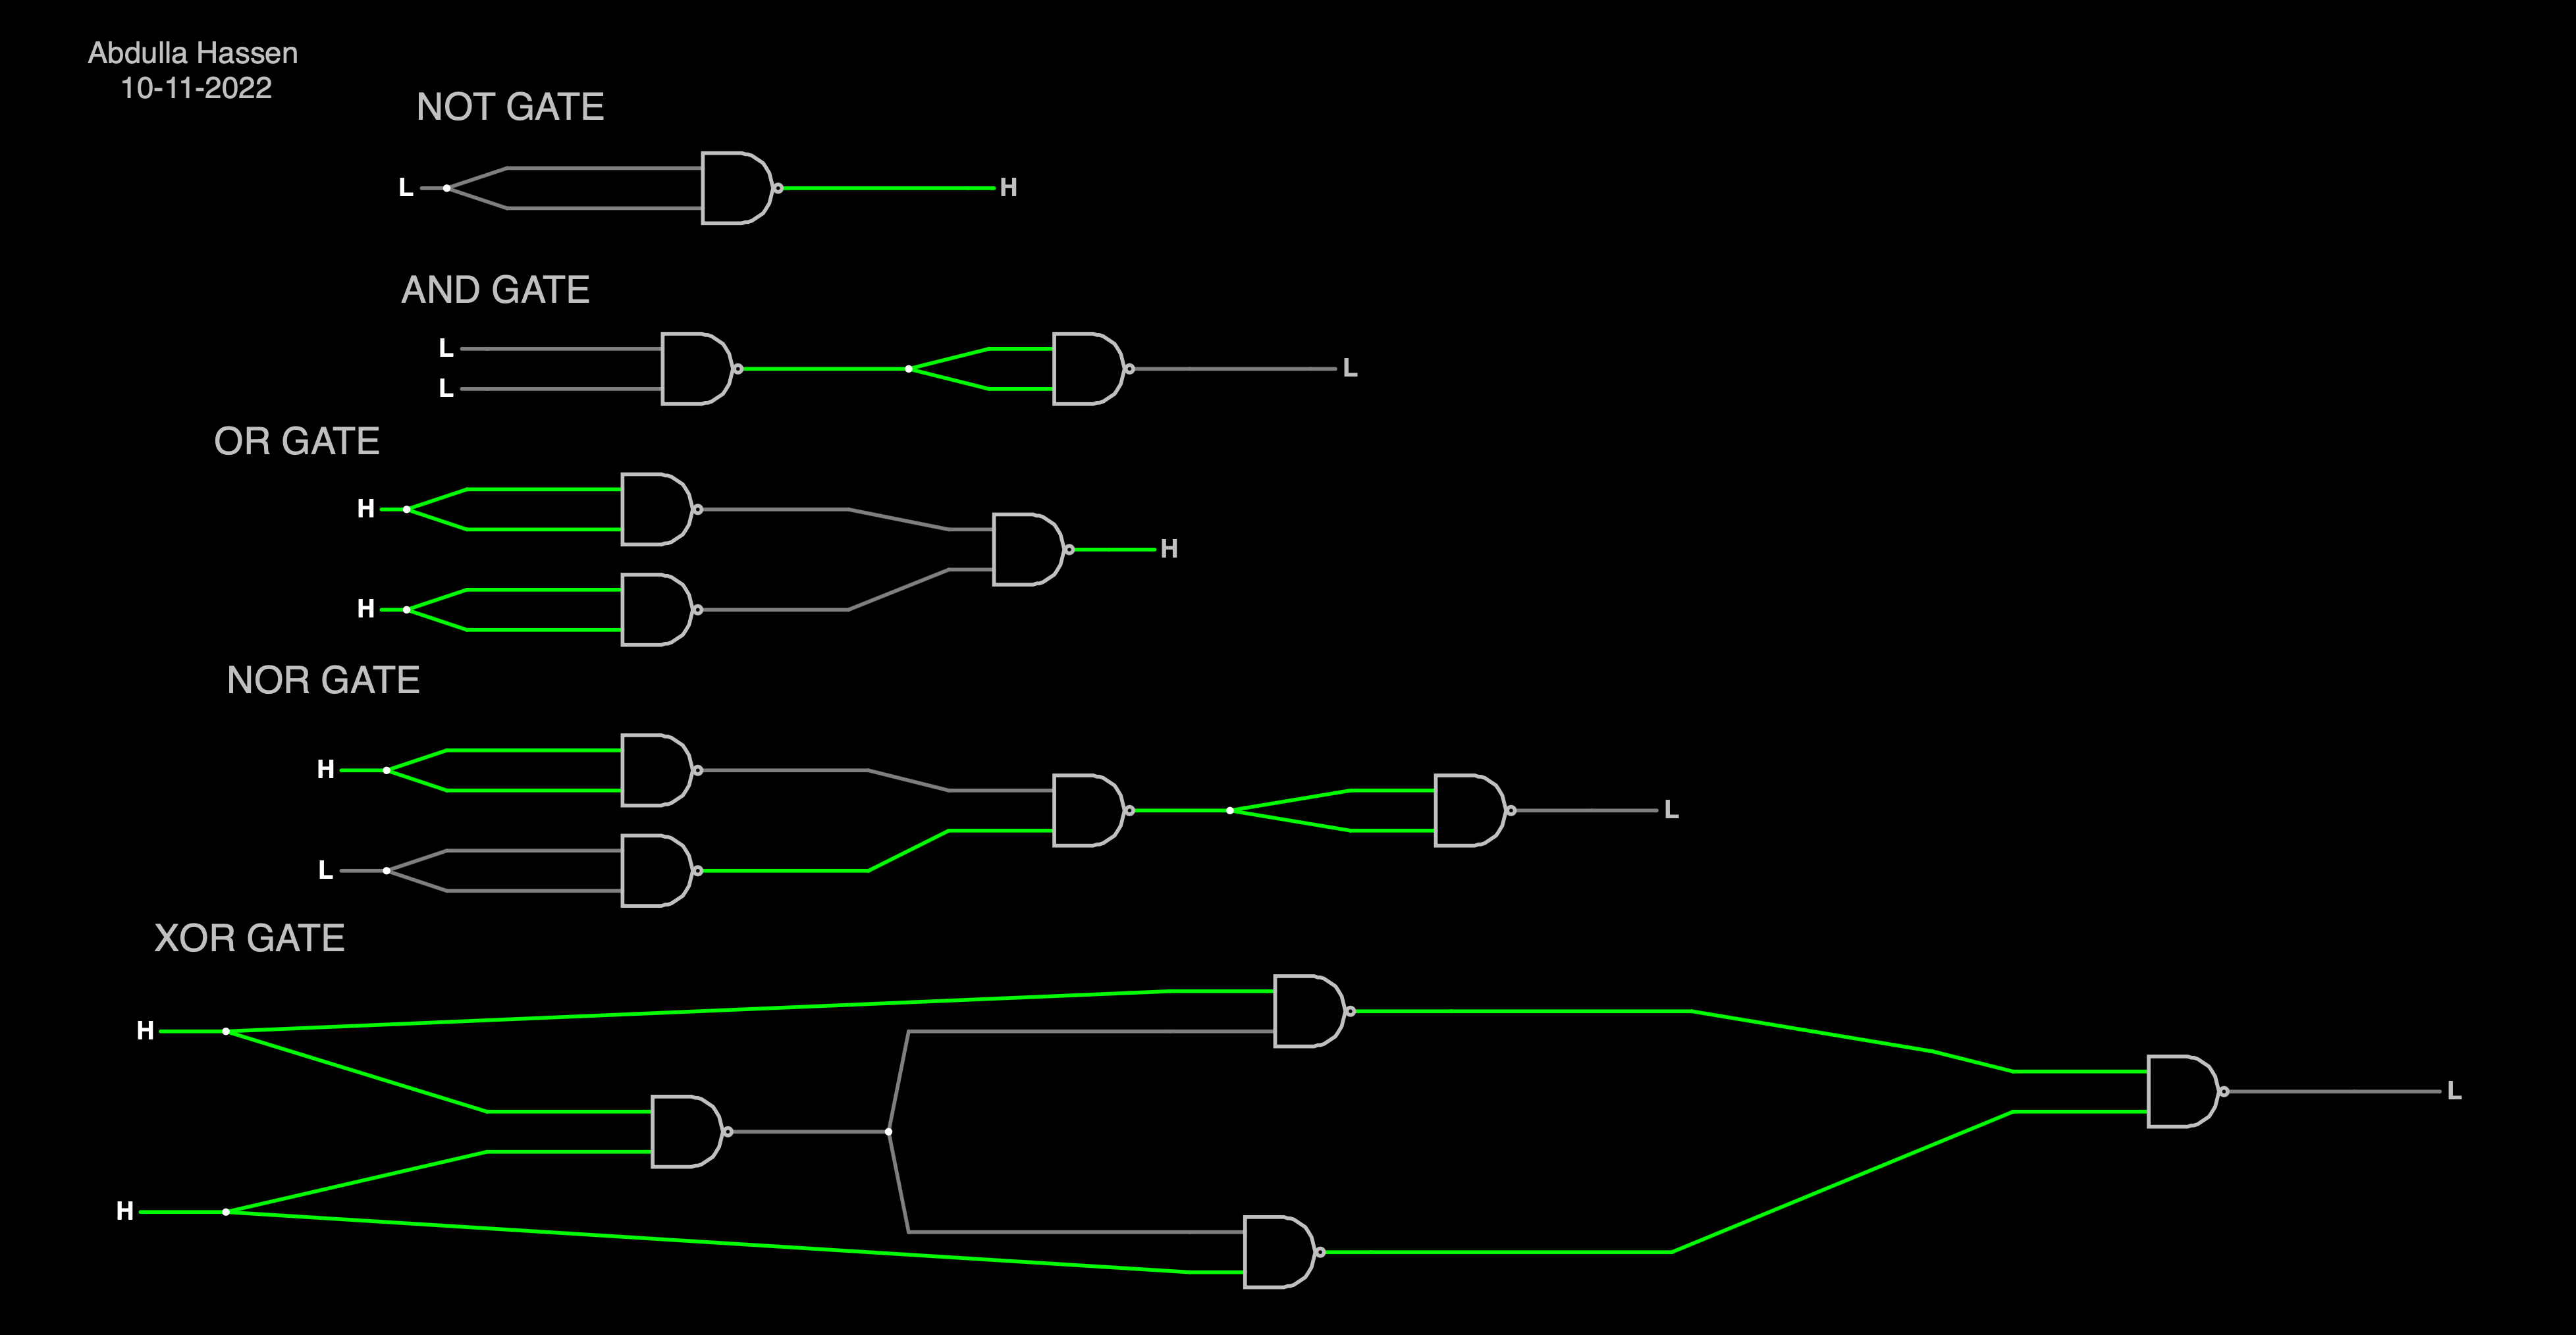 Abdulla Hassen
10-11-2022
NOT GATE
L H
AND GATE
L
L
L
OR GATE
H
H
H
NOR GATE
H
L
L
XOR GATE
H
L
H